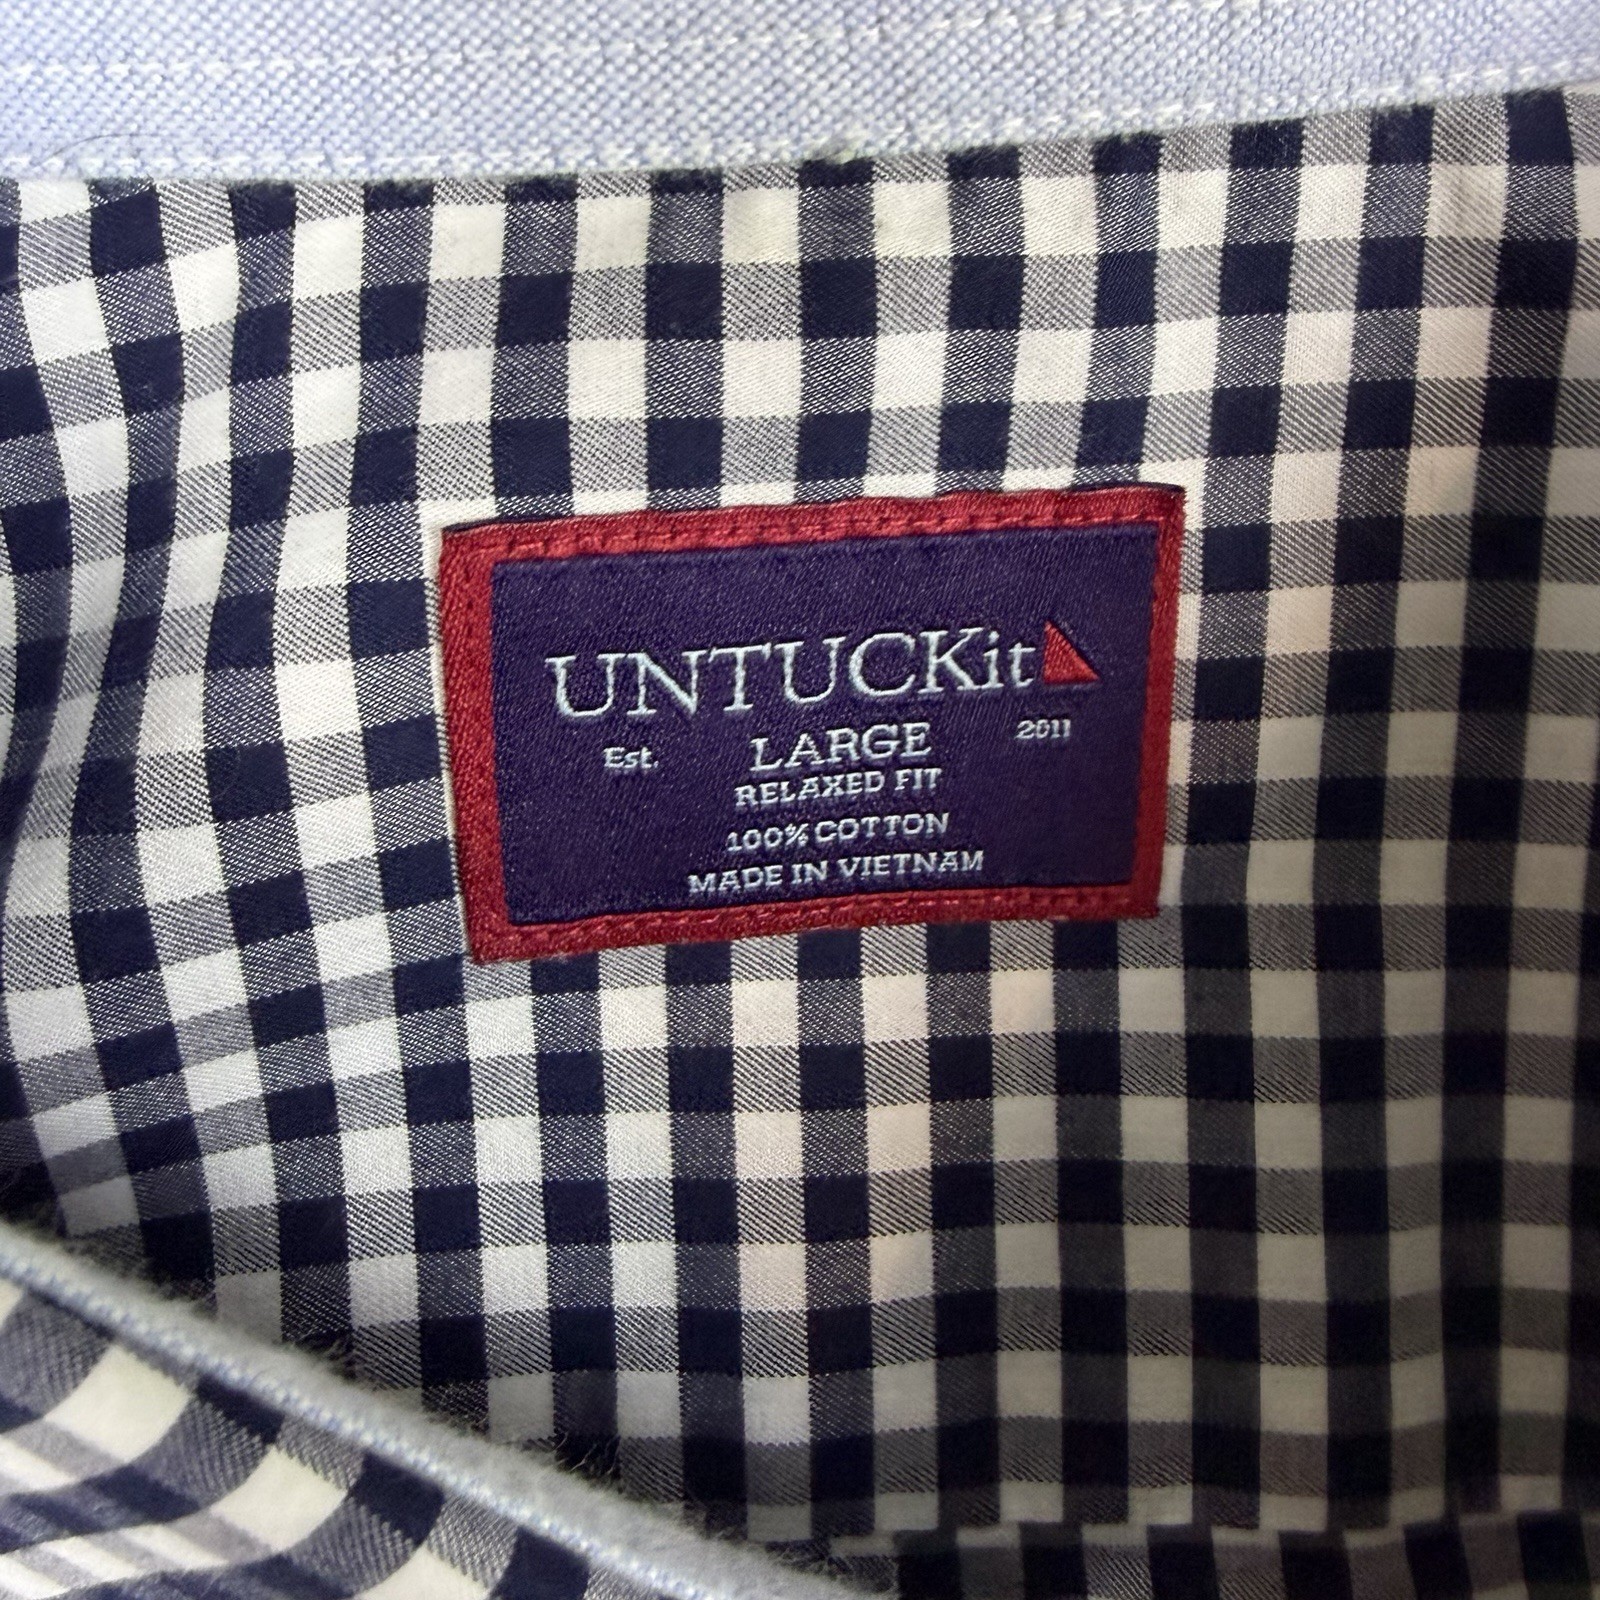 UNTUCKit
Est. LARGE 2011
RELAXED FIT
100% COTTON
MADE IN VIETNAM